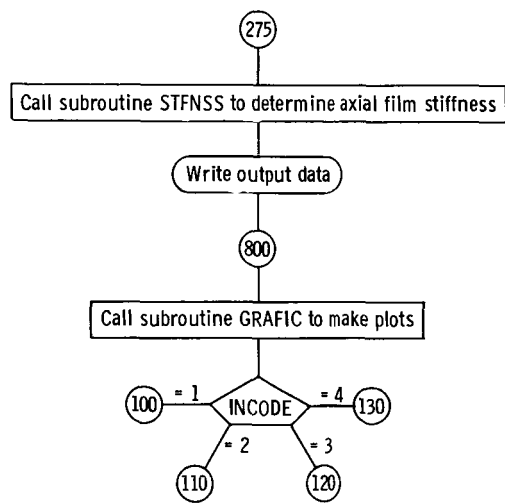 275
Call subroutine STFNSS to determine axial film stiffness
Write output data
800
Call subroutine GRAFIC to make plots
= 1
= 4
100
INCODE
130
= 2
= 3
110
120